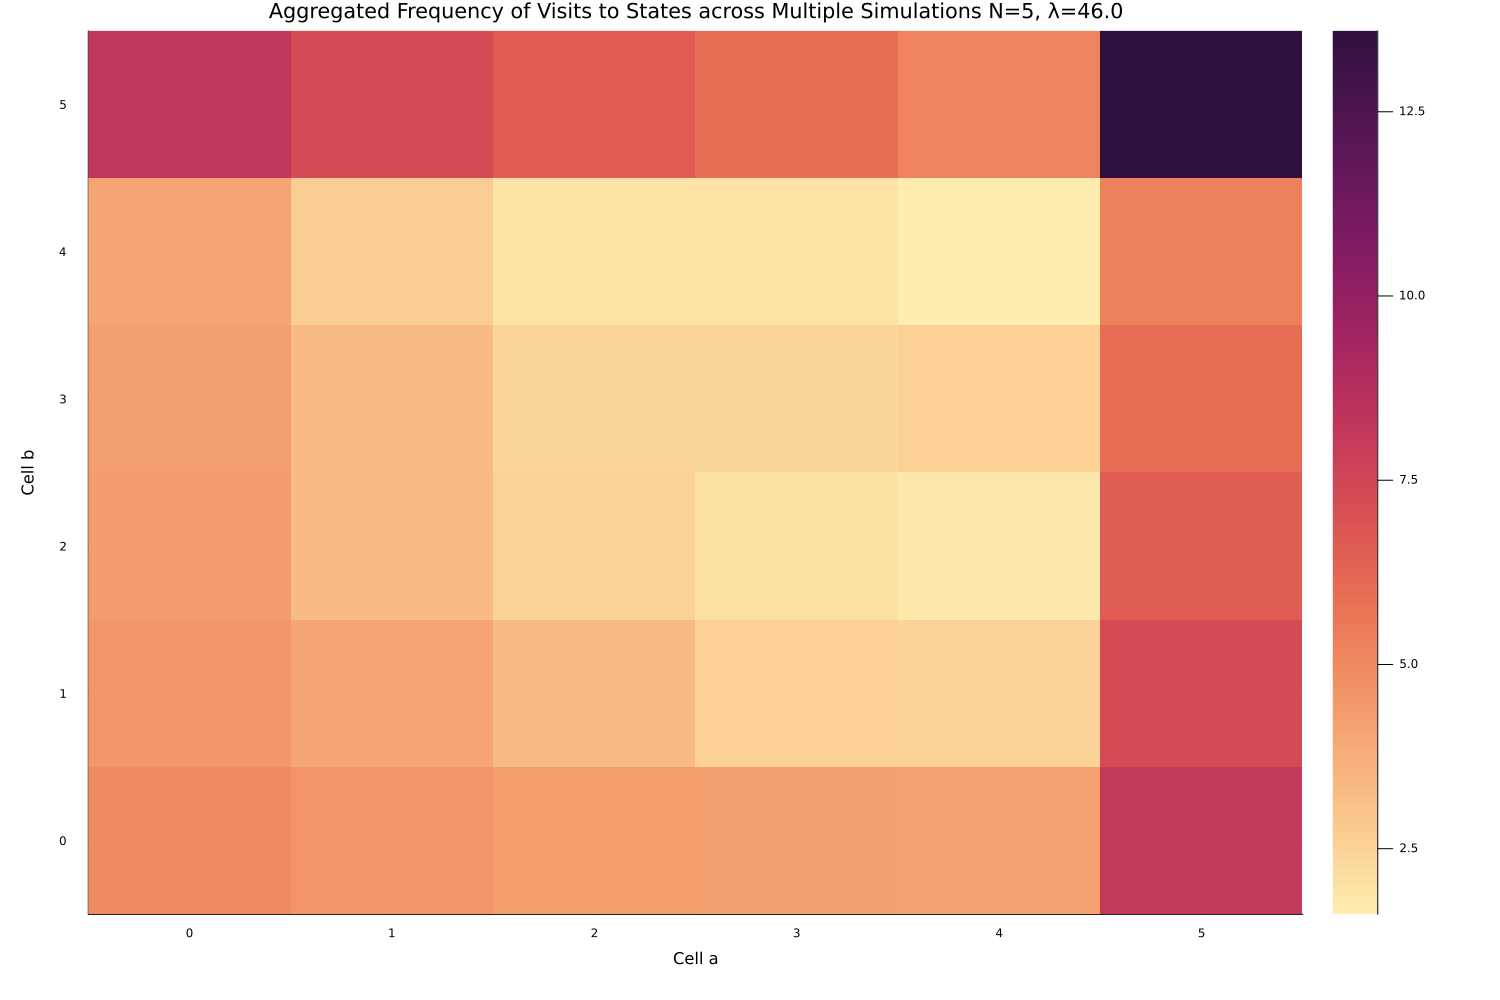 Aggregated Frequency of Visits to States across Multiple Simulations N=5, λ=46.0
5
4
3
2
1
0
Cell b
0 1 2 3 4 5
Cell a
12.5
10.0
7.5
5.0
2.5